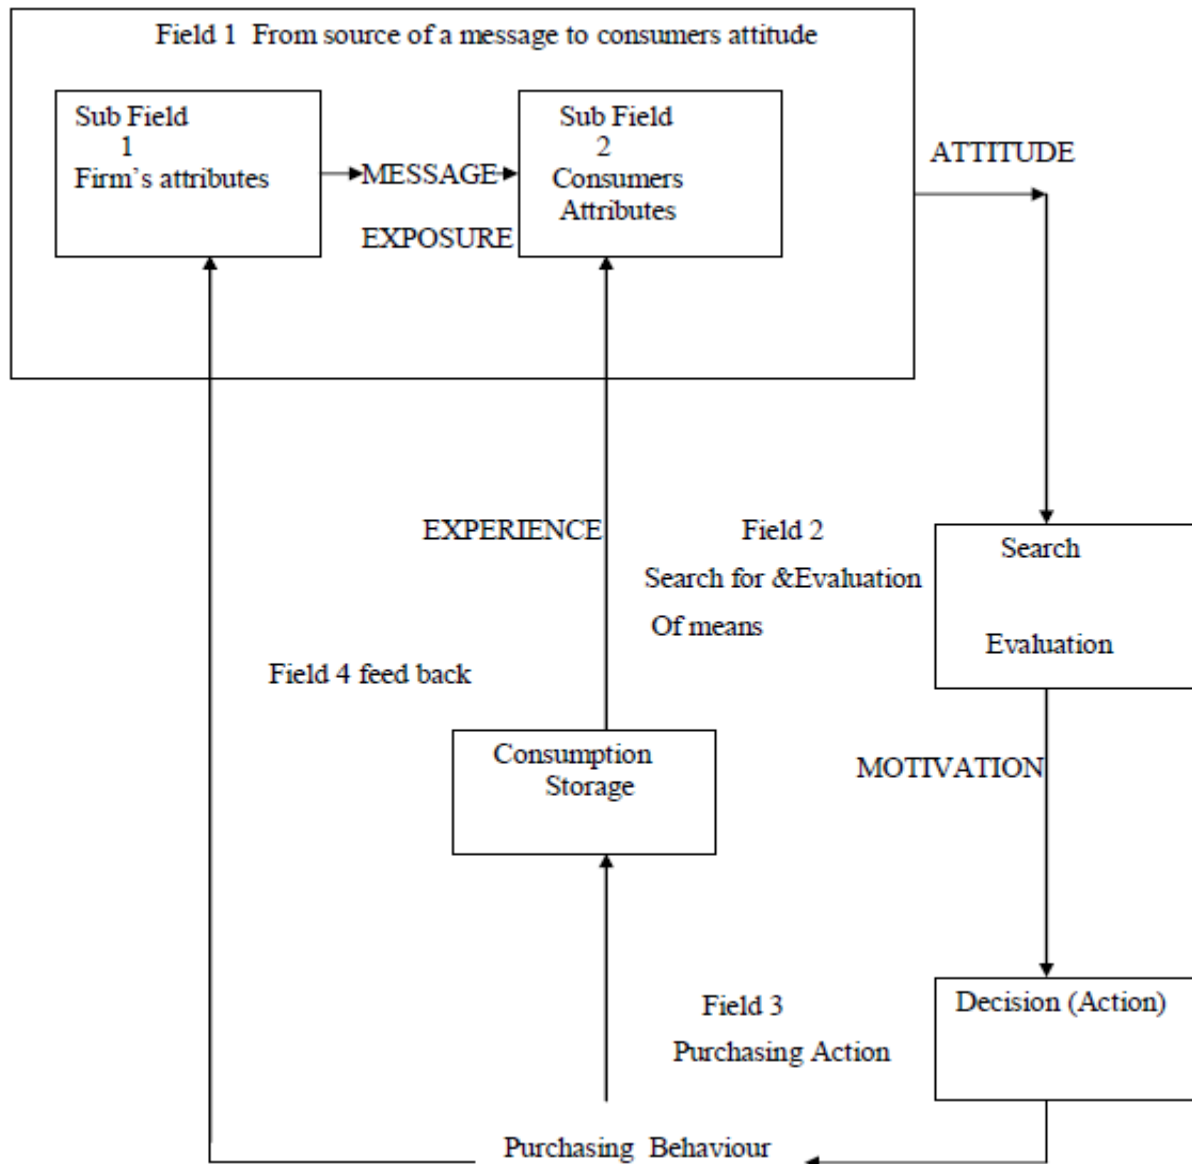 Field 1  From source of a message to consumers attitude
Sub Field
1
Firm's attributes
MESSAGE
EXPOSURE
Sub Field
2
Consumers
Attributes
ATTITUDE
EXPERIENCE
Field 2
Search for &Evaluation
Of means
Search
Evaluation
Field 4 feed back
Consumption
Storage
MOTIVATION
Field 3
Purchasing Action
Decision (Action)
Purchasing  Behaviour